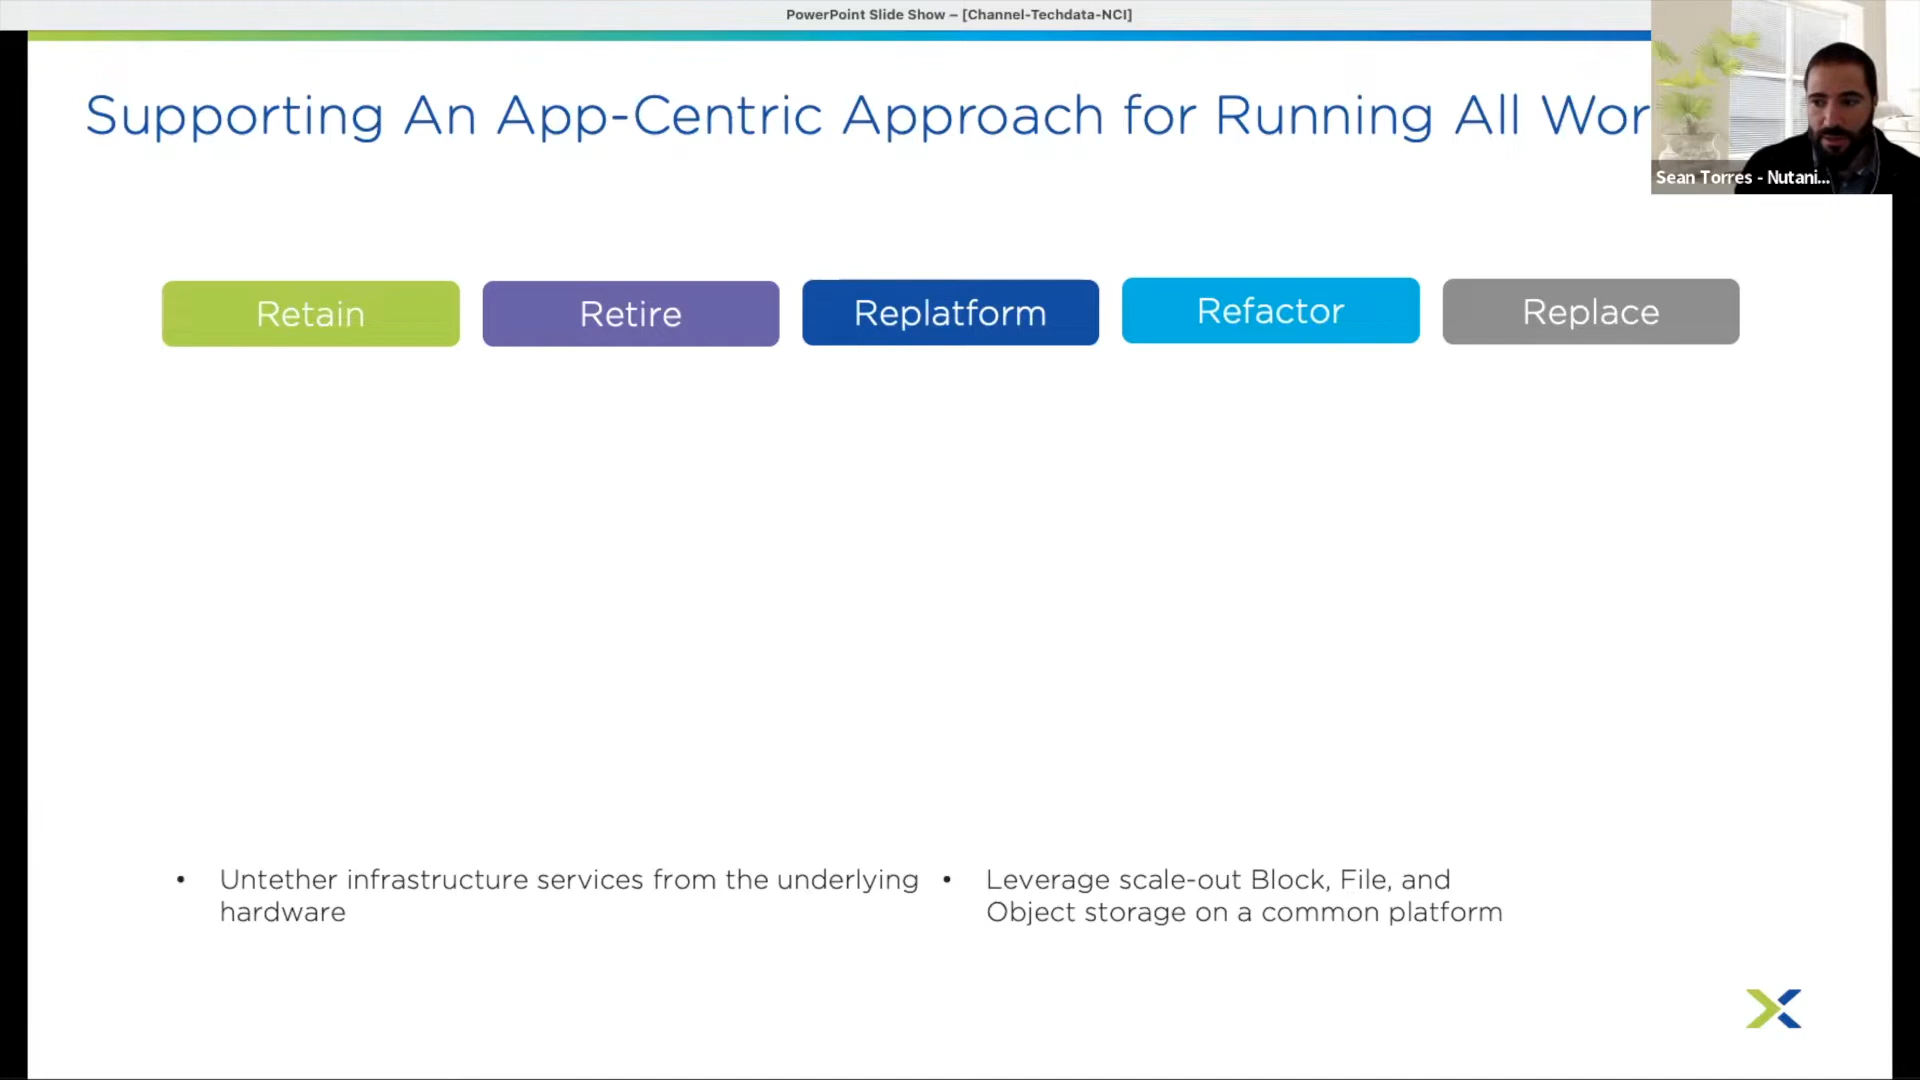 PowerPoint Slide Show – [Channel-Techdata-NCI]
Supporting An App-Centric Approach for Running All Wor
Sean Torres - Nutani...
Retain
Retire
Replatform
Refactor
Replace
• Untether infrastructure services from the underlying
hardware
• Leverage scale-out Block, File, and
Object storage on a common platform